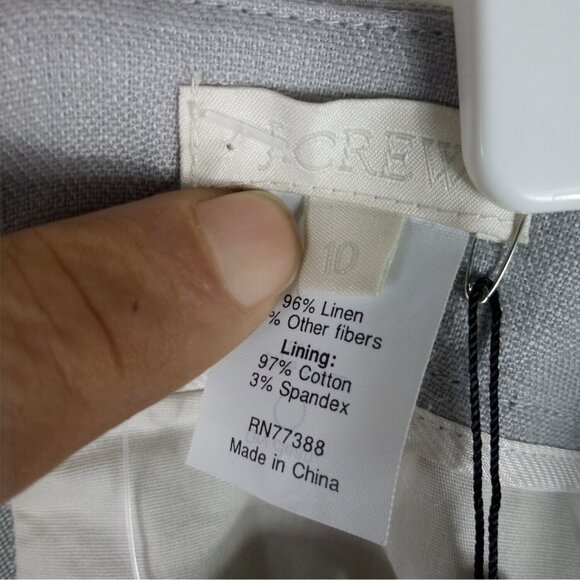 J.CREW
10
96% Linen
% Other fibers
Lining:
97% Cotton
3% Spandex
RN77388
Made in China